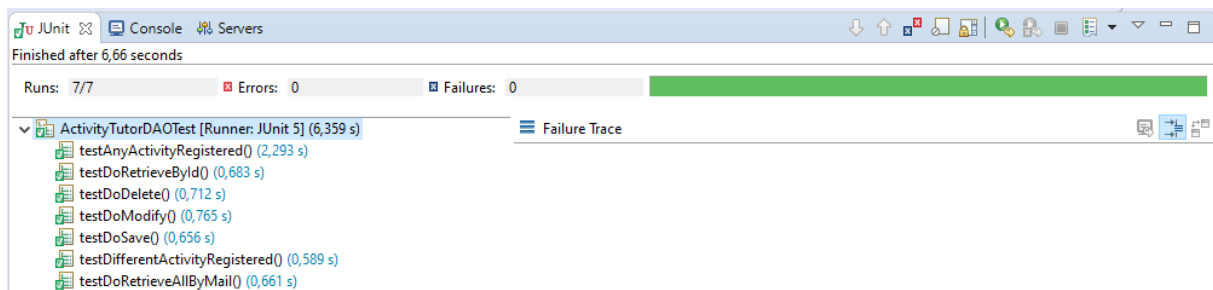 JUnit Console Servers
Finished after 6,66 seconds
Runs: 7/7 Errors: 0 Failures: 0
ActivityTutorDAOTest [Runner: JUnit 5] (6,359 s)
Failure Trace
testAnyActivityRegistered() (2,293 s)
testDoRetrieveById() (0,683 s)
testDoDelete() (0,712 s)
testDoModify() (0,765 s)
testDoSave() (0,656 s)
testDifferentActivityRegistered() (0,589 s)
testDoRetrieveAllByMail() (0,661 s)